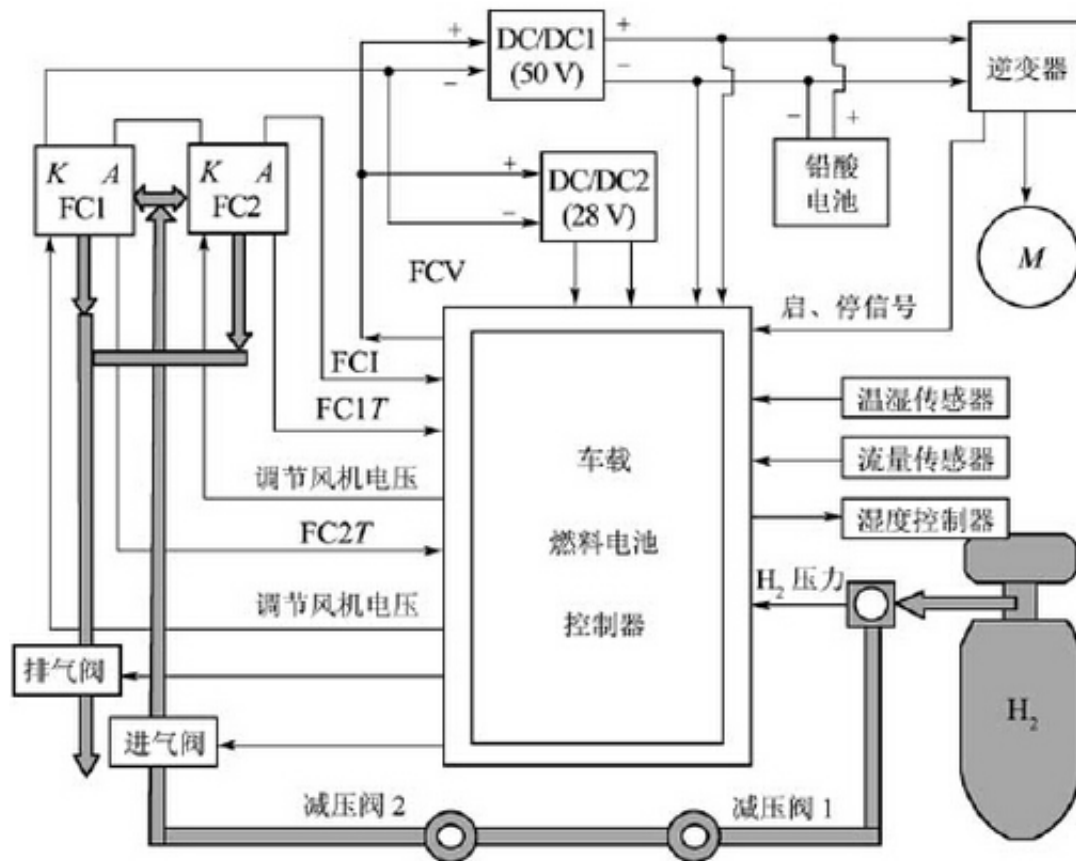 +
DC/DC1
(50 V)
+
−
−
逆变器
K A
FC1
K A
FC2
+
DC/DC2
(28 V)
−
−
+
铅酸
电池
M
FCV
启、停信号
FCI
FC1T
温湿传感器
车载
燃料电池
控制器
调节风机电压
流量传感器
FC2T
湿度控制器
H₂ 压力
调节风机电压
排气阀
进气阀
H₂
减压阀 2
减压阀 1